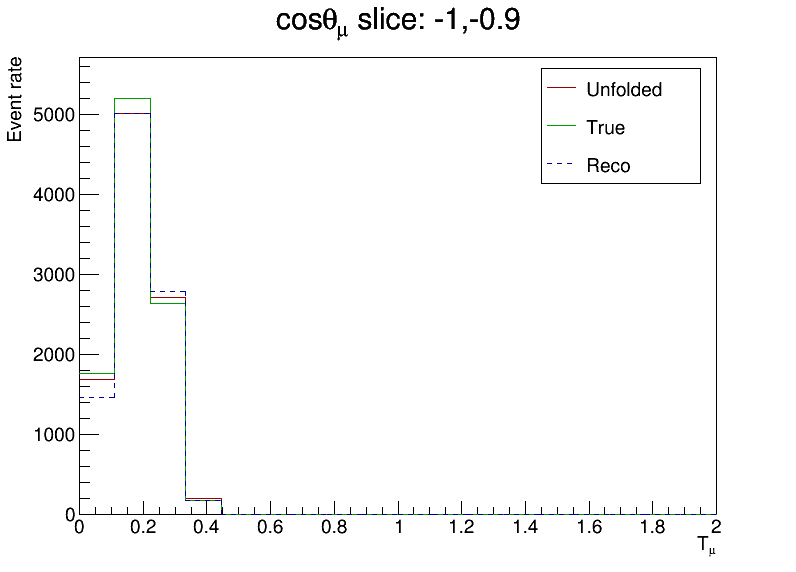 cosθμ slice: -1,-0.9
Event rate
Unfolded
True
Reco
5000
4000
3000
2000
1000
0
0 0.2 0.4 0.6 0.8 1 1.2 1.4 1.6 1.8 2
Tμ